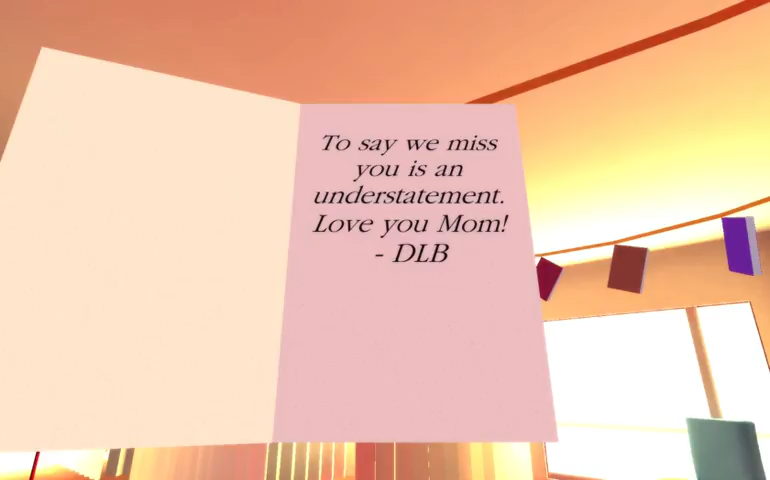 To say we miss
you is an
understatement.
Love you Mom!
- DLB